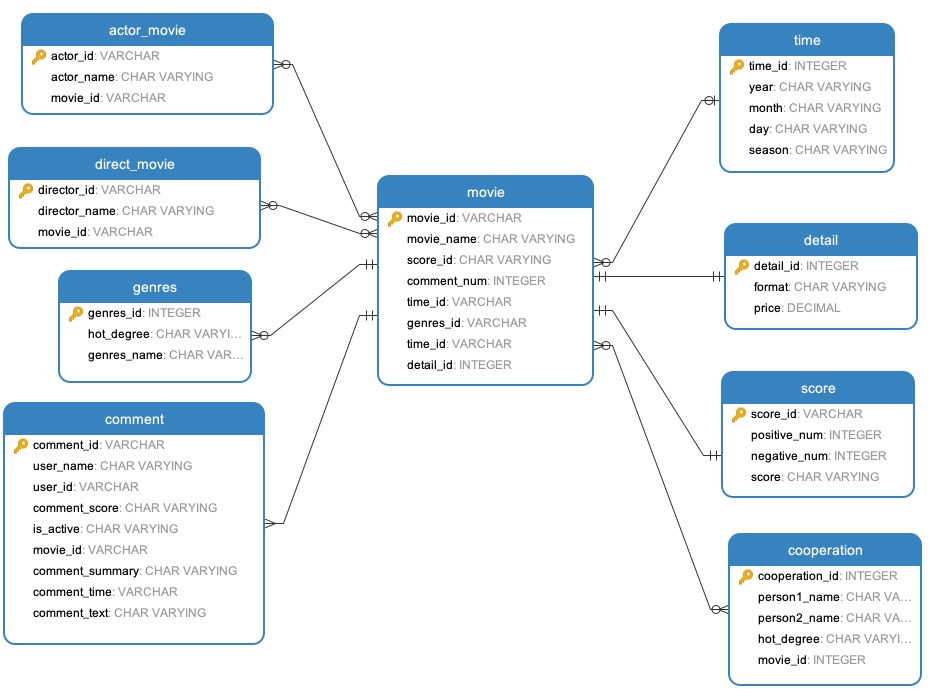 actor_movie
actor_id: VARCHAR
actor_name: CHAR VARYING
movie_id: VARCHAR
direct_movie
director_id: VARCHAR
director_name: CHAR VARYING
movie_id: VARCHAR
genres
genres_id: INTEGER
hot_degree: CHAR VARYI...
genres_name: CHAR VAR...
comment
comment_id: VARCHAR
user_name: CHAR VARYING
user_id: VARCHAR
comment_score: CHAR VARYING
is_active: CHAR VARYING
movie_id: VARCHAR
comment_summary: CHAR VARYING
comment_time: VARCHAR
comment_text: CHAR VARYING
movie
movie_id: VARCHAR
movie_name: CHAR VARYING
score_id: CHAR VARYING
comment_num: INTEGER
time_id: VARCHAR
genres_id: VARCHAR
time_id: VARCHAR
detail_id: INTEGER
time
time_id: INTEGER
year: CHAR VARYING
month: CHAR VARYING
day: CHAR VARYING
season: CHAR VARYING
detail
detail_id: INTEGER
format: CHAR VARYING
price: DECIMAL
score
score_id: VARCHAR
positive_num: INTEGER
negative_num: INTEGER
score: CHAR VARYING
cooperation
cooperation_id: INTEGER
person1_name: CHAR VA...
person2_name: CHAR VA...
hot_degree: CHAR VARYI...
movie_id: INTEGER